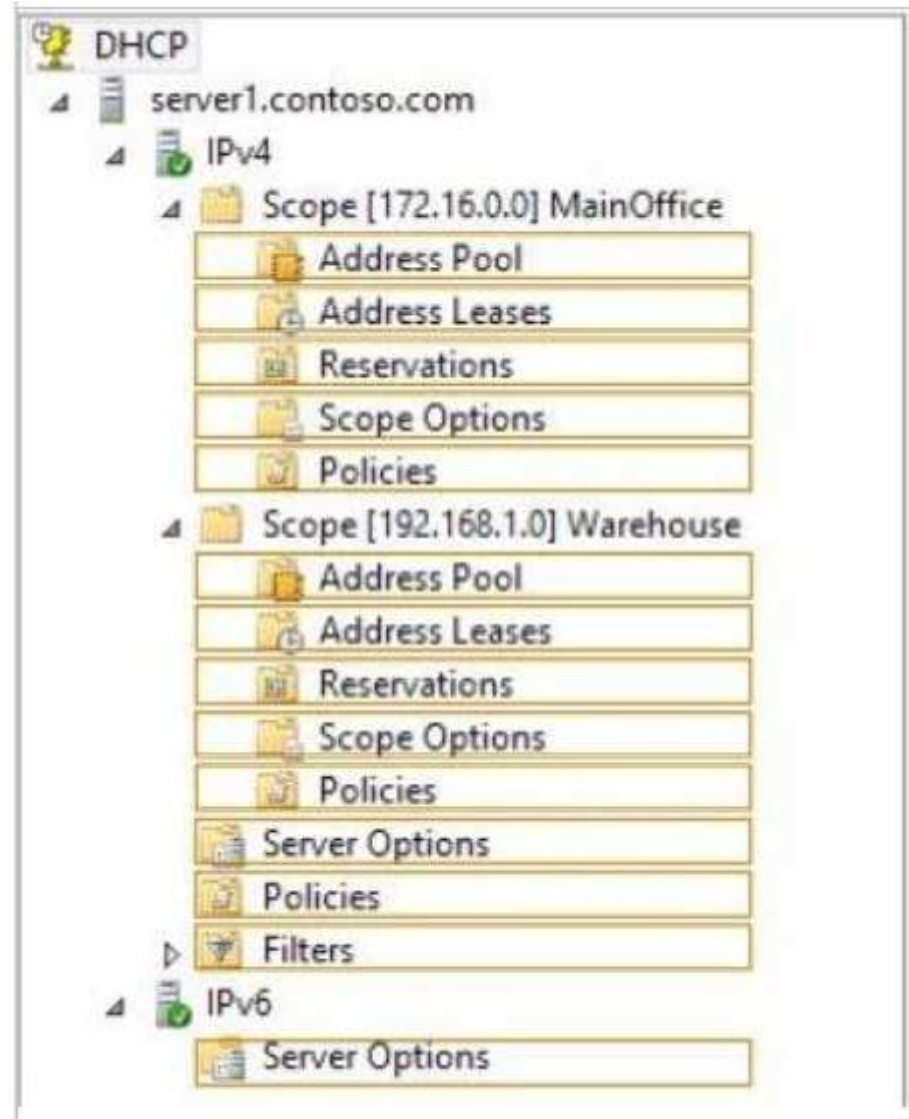 DHCP
server1.contoso.com
IPv4
Scope [172.16.0.0] MainOffice
Address Pool
Address Leases
Reservations
Scope Options
Policies
Scope [192.168.1.0] Warehouse
Address Pool
Address Leases
Reservations
Scope Options
Policies
Server Options
Policies
Filters
IPv6
Server Options